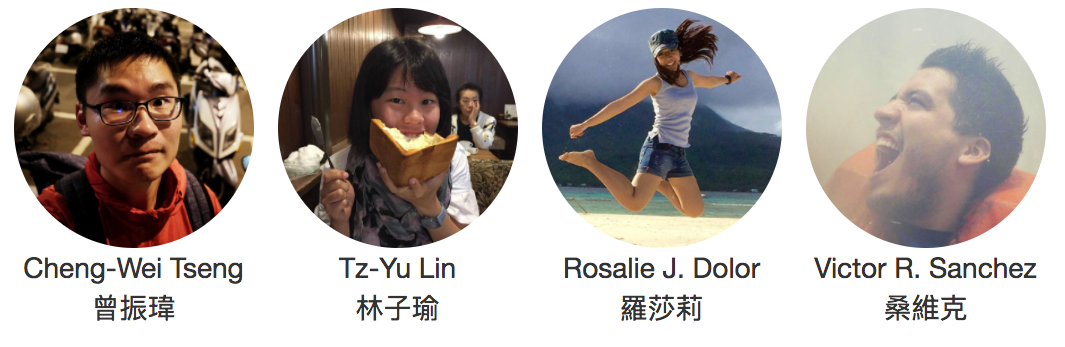 Cheng-Wei Tseng
曾振瑋
Tz-Yu Lin
林子瑜
Rosalie J. Dolor
羅莎莉
Victor R. Sanchez
桑維克